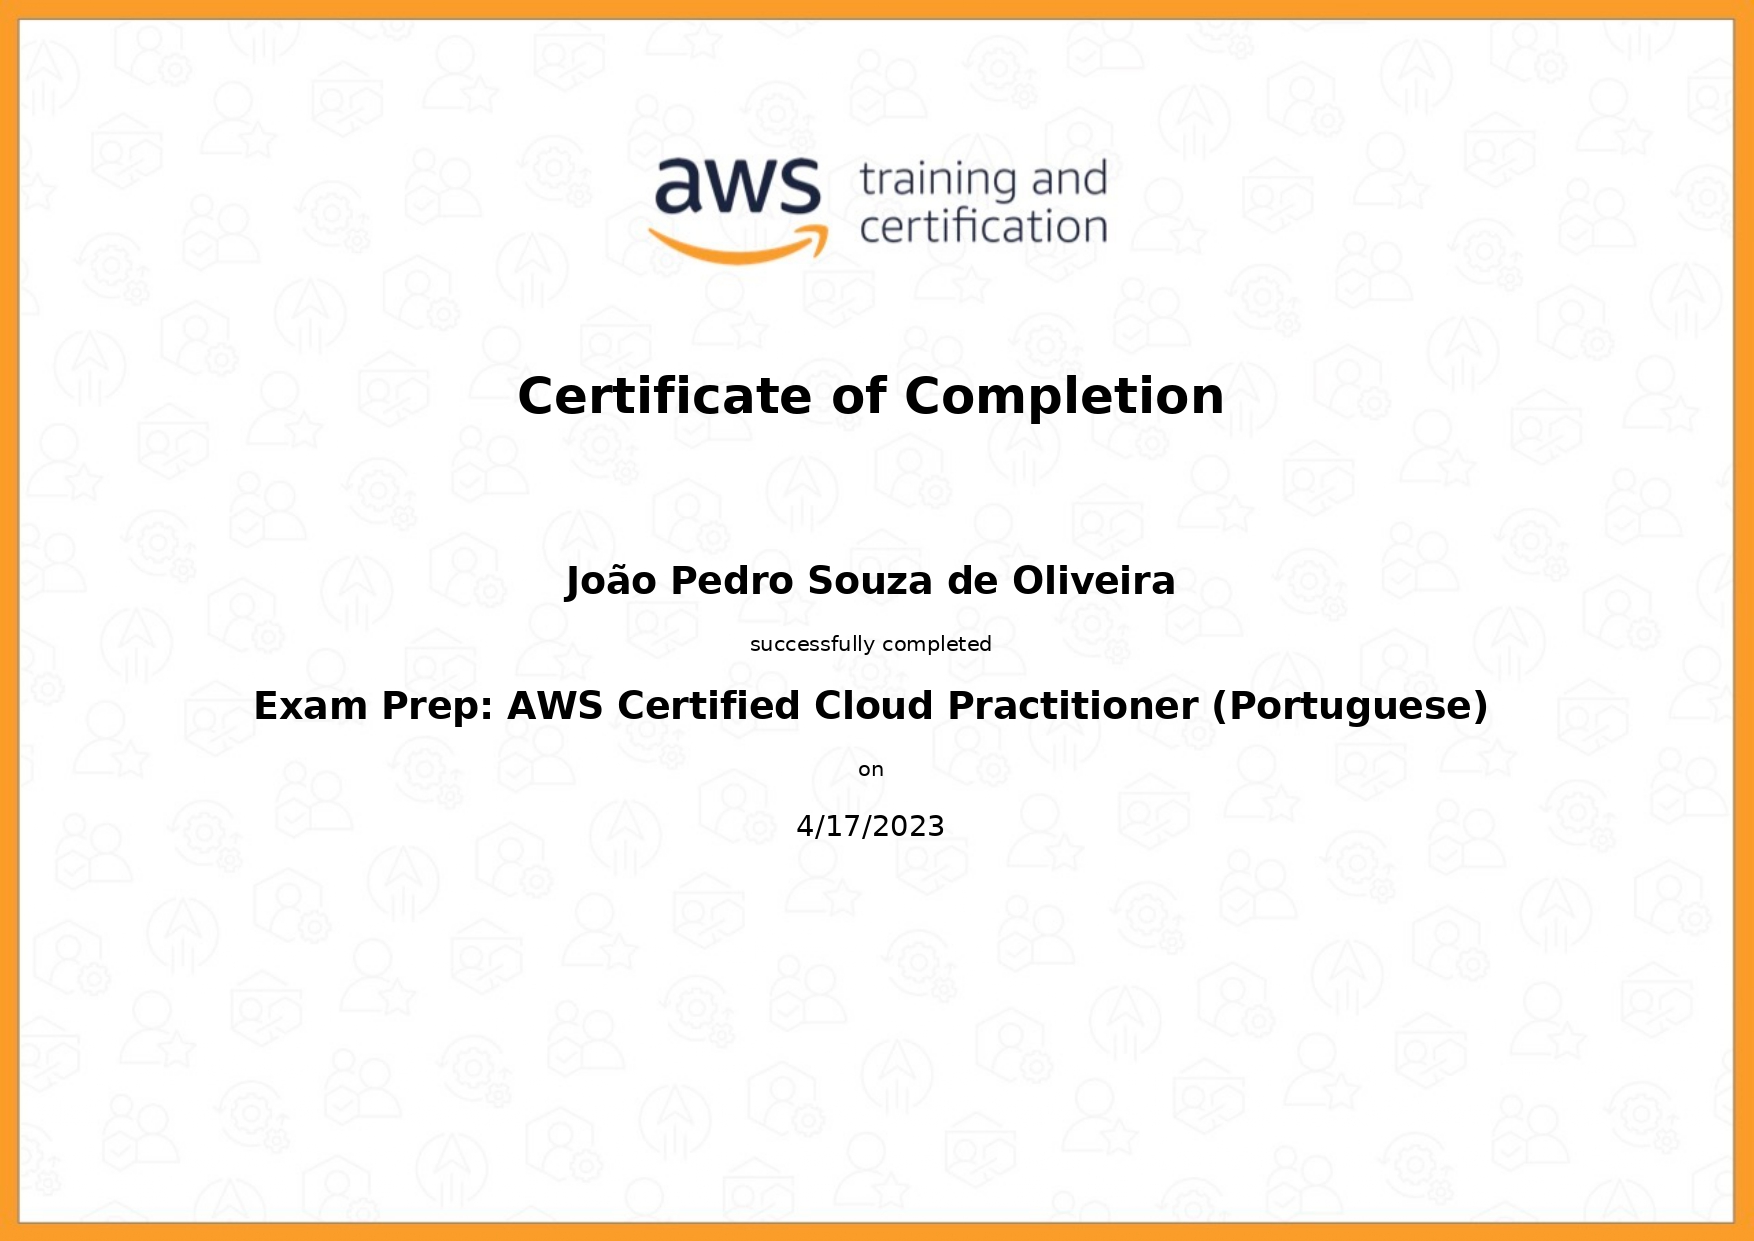 aws training and
certification
Certificate of Completion
João Pedro Souza de Oliveira
successfully completed
Exam Prep: AWS Certified Cloud Practitioner (Portuguese)
on
4/17/2023